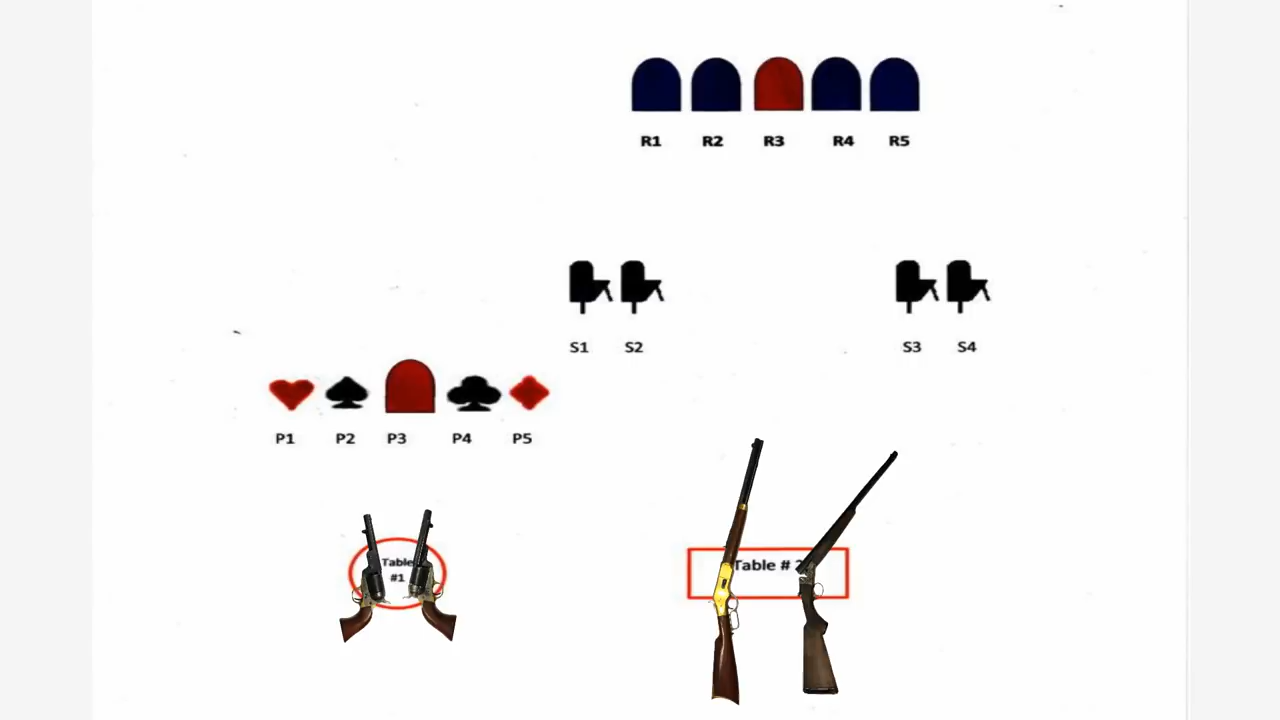 R1 R2 R3 R4 R5
S1 S2 S3 S4
P1 P2 P3 P4 P5
Table
#1
Table #